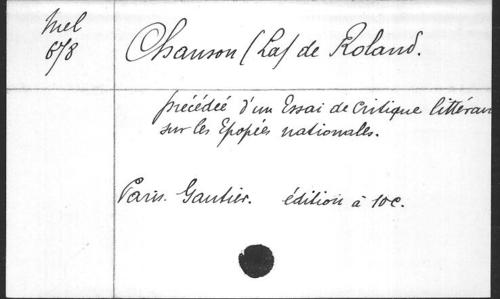 Mel
678
Chanson (La) de Roland.
précédée d'un Essai de critique littérair
sur les Epopées nationales.
Paris. Gautier. édition à 10c.